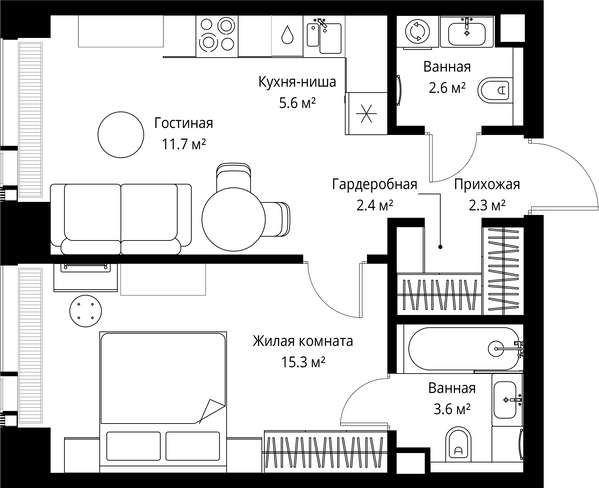 Ванная
2.6 м²
Кухня-ниша
5.6 м²
Гостиная
11.7 м²
Гардеробная
2.4 м²
Прихожая
2.3 м²
Жилая комната
15.3 м²
Ванная
3.6 м²